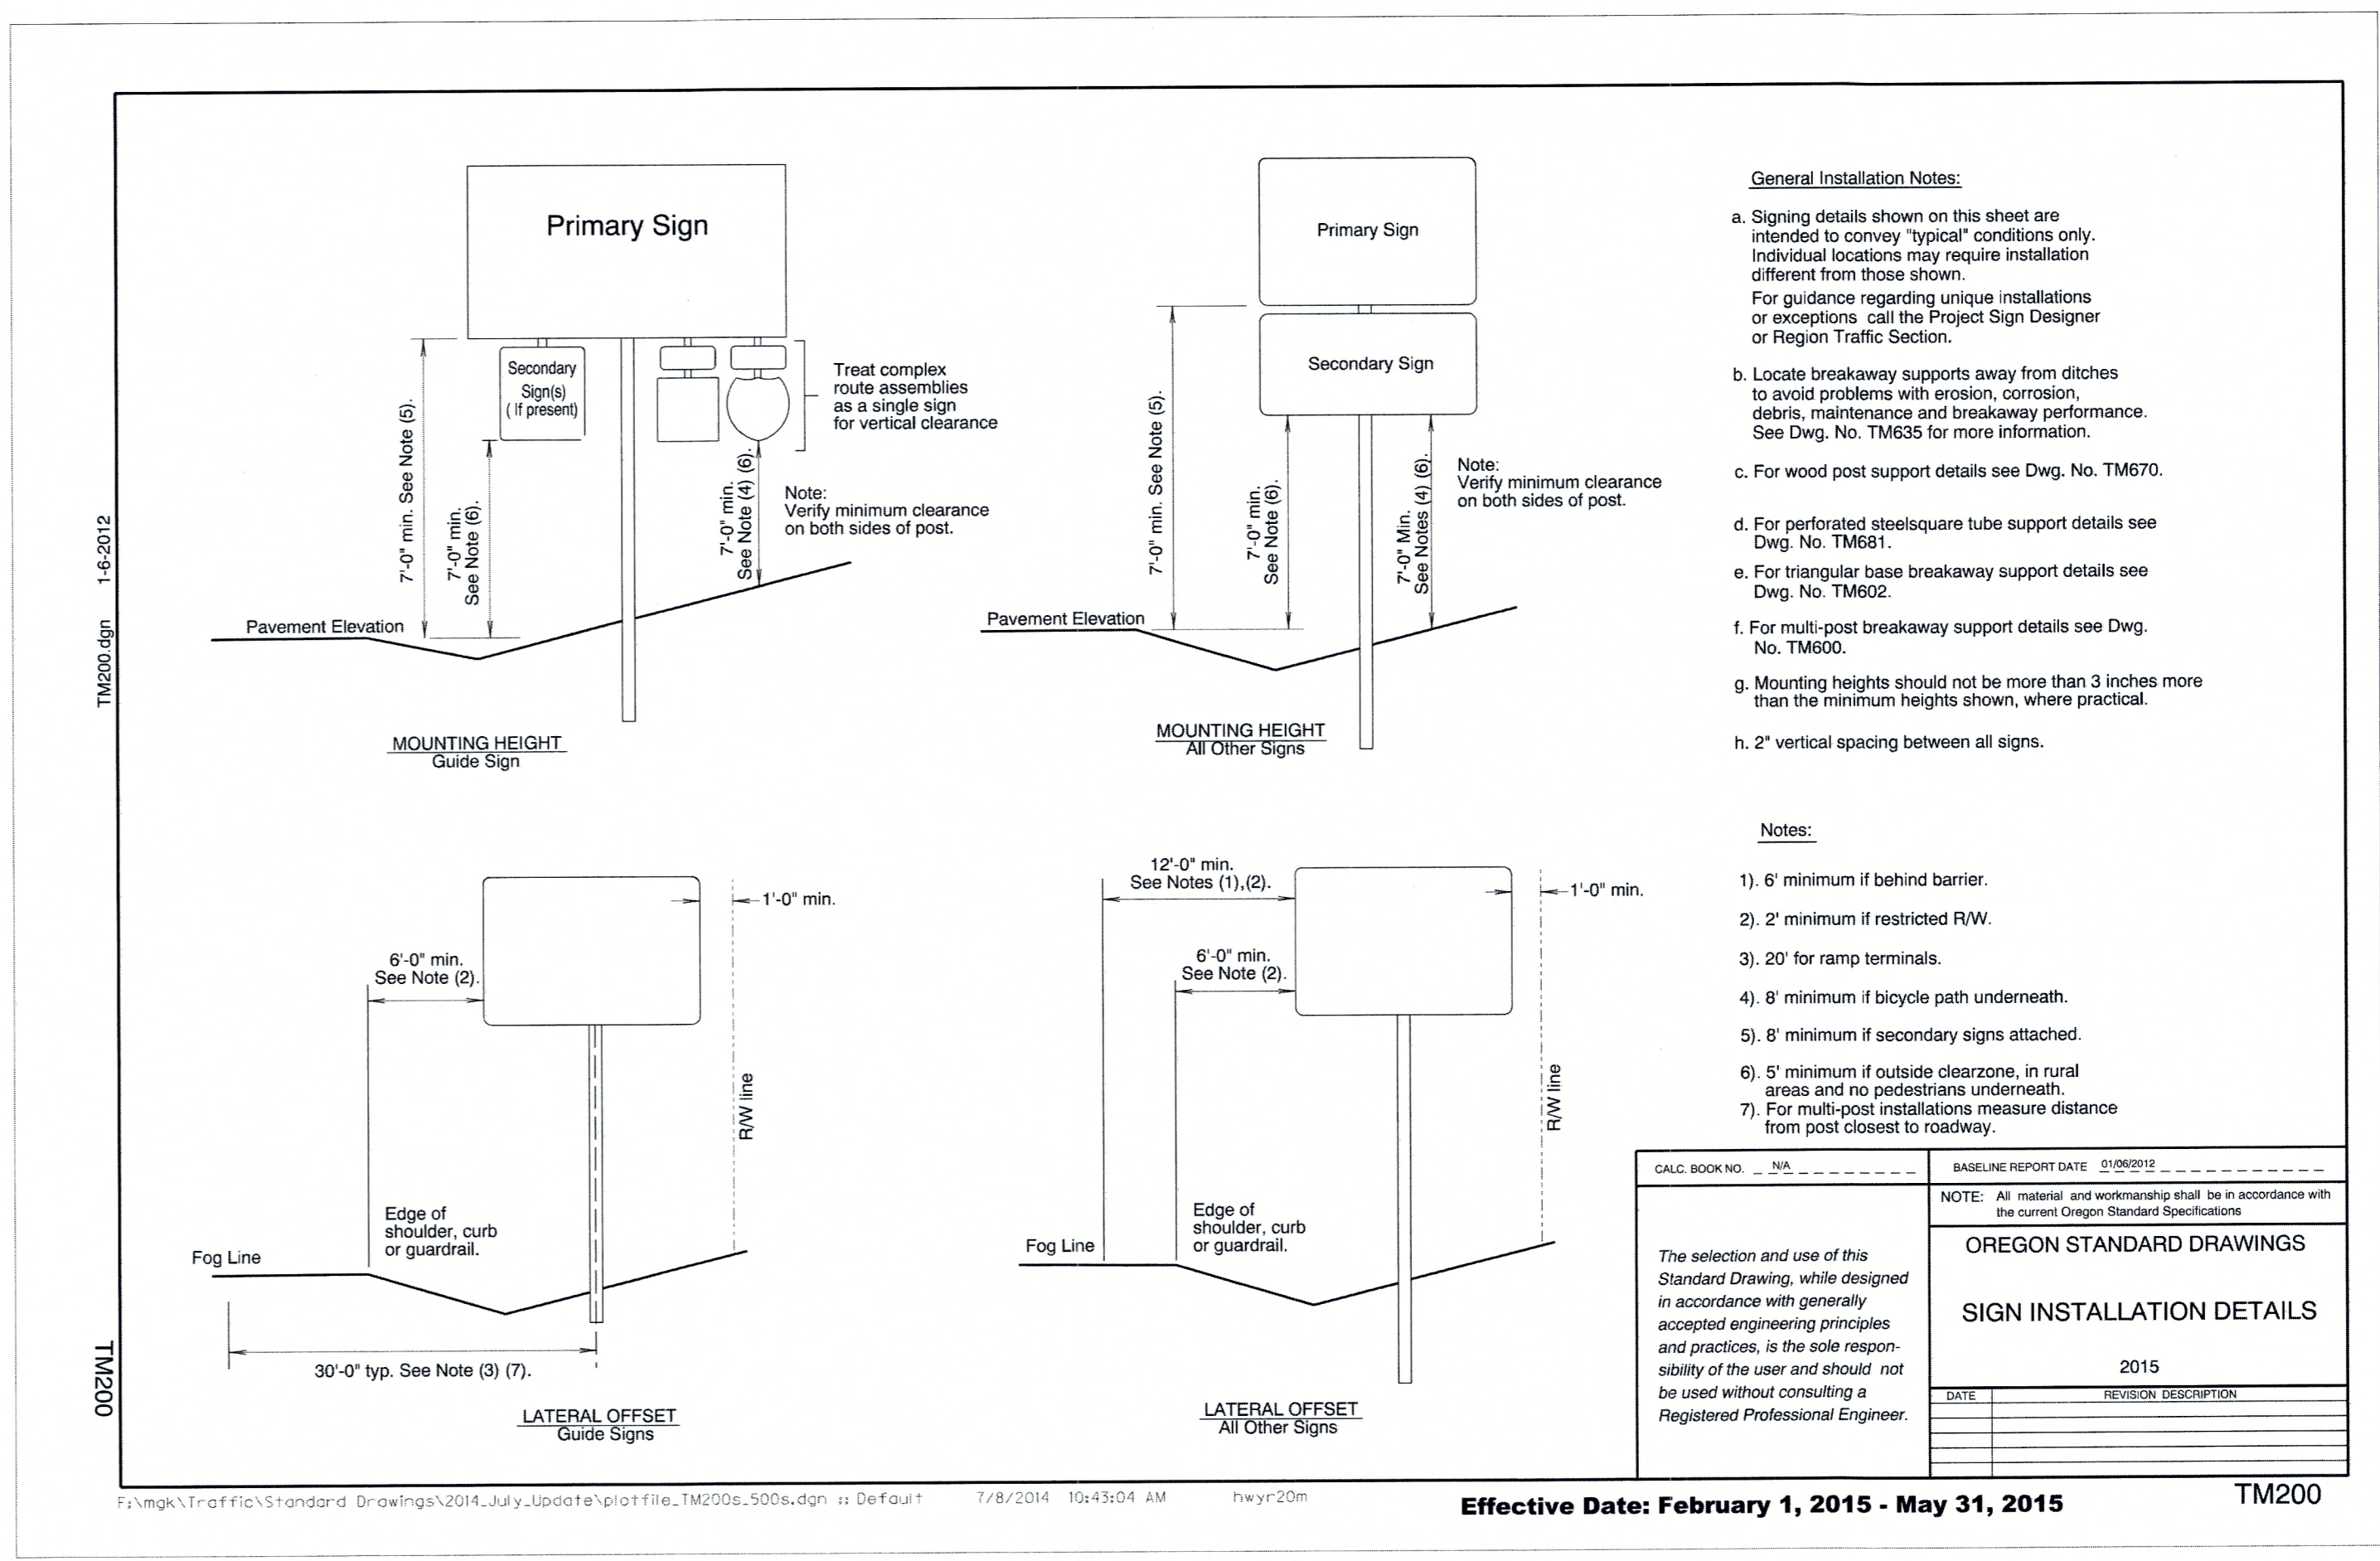 Primary Sign
Secondary
Sign(s)
( If present)
Treat complex
route assemblies
as a single sign
for vertical clearance
7'-0" min. See Note (5).
7'-0" min.
See Note (6).
7'-0" min.
See Note (4) (6).
Note:
Verify minimum clearance
on both sides of post.
Pavement Elevation
MOUNTING HEIGHT
Guide Sign
Primary Sign
Secondary Sign
7'-0" min. See Note (5).
7'-0" min.
See Note (6).
7'-0" Min.
See Notes (4) (6).
Note:
Verify minimum clearance
on both sides of post.
Pavement Elevation
MOUNTING HEIGHT
All Other Signs
General Installation Notes:
a. Signing details shown on this sheet are
intended to convey "typical" conditions only.
Individual locations may require installation
different from those shown.
For guidance regarding unique installations
or exceptions call the Project Sign Designer
or Region Traffic Section.
b. Locate breakaway supports away from ditches
to avoid problems with erosion, corrosion,
debris, maintenance and breakaway performance.
See Dwg. No. TM635 for more information.
c. For wood post support details see Dwg. No. TM670.
d. For perforated steelsquare tube support details see
Dwg. No. TM681.
e. For triangular base breakaway support details see
Dwg. No. TM602.
f. For multi-post breakaway support details see Dwg.
No. TM600.
g. Mounting heights should not be more than 3 inches more
than the minimum heights shown, where practical.
h. 2" vertical spacing between all signs.
TM200.dgn 1-6-2012
1'-0" min.
6'-0" min.
See Note (2).
R/W line
Edge of
shoulder, curb
or guardrail.
Fog Line
30'-0" typ. See Note (3) (7).
LATERAL OFFSET
Guide Signs
12'-0" min.
See Notes (1),(2).
1'-0" min.
6'-0" min.
See Note (2).
R/W line
Edge of
shoulder, curb
or guardrail.
Fog Line
LATERAL OFFSET
All Other Signs
Notes:
1). 6' minimum if behind barrier.
2). 2' minimum if restricted R/W.
3). 20' for ramp terminals.
4). 8' minimum if bicycle path underneath.
5). 8' minimum if secondary signs attached.
6). 5' minimum if outside clearzone, in rural
areas and no pedestrians underneath.
7). For multi-post installations measure distance
from post closest to roadway.
CALC. BOOK NO. N/A
BASELINE REPORT DATE 01/06/2012
NOTE: All material and workmanship shall be in accordance with
the current Oregon Standard Specifications
The selection and use of this
Standard Drawing, while designed
in accordance with generally
accepted engineering principles
and practices, is the sole respon-
sibility of the user and should not
be used without consulting a
Registered Professional Engineer.
OREGON STANDARD DRAWINGS
SIGN INSTALLATION DETAILS
2015
DATE REVISION DESCRIPTION
TM200
F:\mgk\Traffic\Standard Drawings\2014_July_Update\plotfile_TM200s_500s.dgn :: Default 7/8/2014 10:43:04 AM hwyr20m
Effective Date: February 1, 2015 - May 31, 2015
TM200